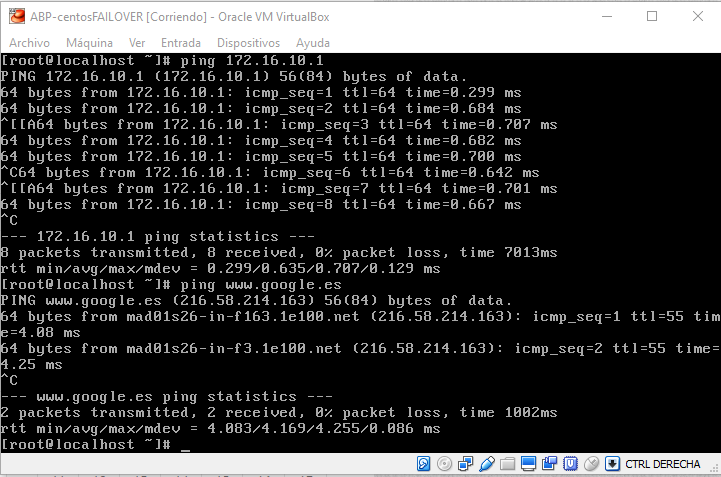 ABP-centosFAILOVER [Corriendo] - Oracle VM VirtualBox
Archivo Máquina Ver Entrada Dispositivos Ayuda
[root@localhost ~]# ping 172.16.10.1
PING 172.16.10.1 (172.16.10.1) 56(84) bytes of data.
64 bytes from 172.16.10.1: icmp_seq=1 ttl=64 time=0.299 ms
64 bytes from 172.16.10.1: icmp_seq=2 ttl=64 time=0.684 ms
^[[A64 bytes from 172.16.10.1: icmp_seq=3 ttl=64 time=0.707 ms
64 bytes from 172.16.10.1: icmp_seq=4 ttl=64 time=0.682 ms
64 bytes from 172.16.10.1: icmp_seq=5 ttl=64 time=0.700 ms
^C64 bytes from 172.16.10.1: icmp_seq=6 ttl=64 time=0.642 ms
^[[A64 bytes from 172.16.10.1: icmp_seq=7 ttl=64 time=0.701 ms
64 bytes from 172.16.10.1: icmp_seq=8 ttl=64 time=0.667 ms
^C
--- 172.16.10.1 ping statistics ---
8 packets transmitted, 8 received, 0% packet loss, time 7013ms
rtt min/avg/max/mdev = 0.299/0.635/0.707/0.129 ms
[root@localhost ~]# ping www.google.es
PING www.google.es (216.58.214.163) 56(84) bytes of data.
64 bytes from mad01s26-in-f163.1e100.net (216.58.214.163): icmp_seq=1 ttl=55 tim
e=4.08 ms
64 bytes from mad01s26-in-f3.1e100.net (216.58.214.163): icmp_seq=2 ttl=55 time=
4.25 ms
^C
--- www.google.es ping statistics ---
2 packets transmitted, 2 received, 0% packet loss, time 1002ms
rtt min/avg/max/mdev = 4.083/4.169/4.255/0.086 ms
[root@localhost ~]# _
CTRL DERECHA